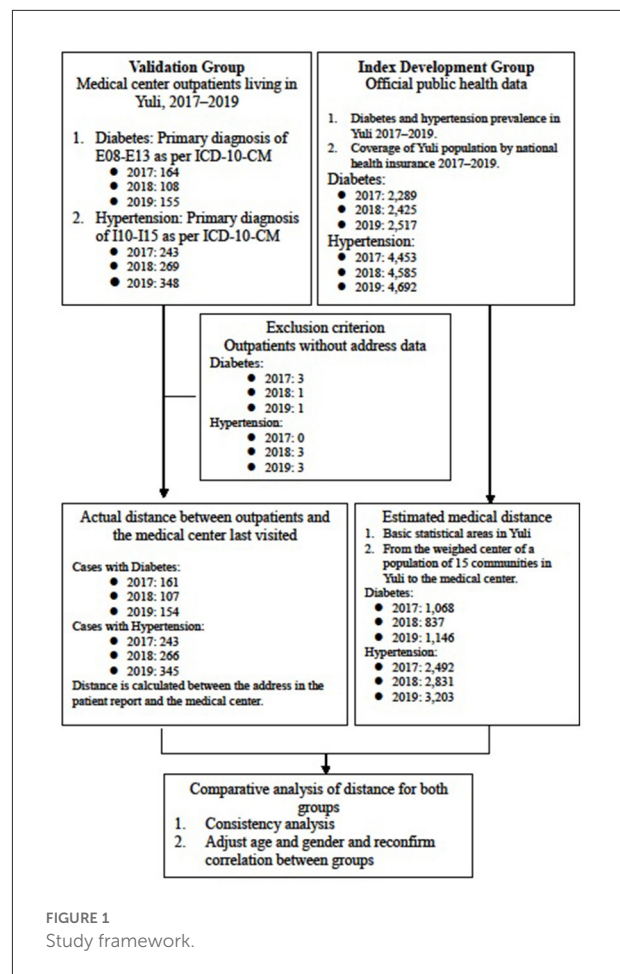 Validation Group
Medical center outpatients living in
Yuli, 2017–2019
1. Diabetes: Primary diagnosis of
E08-E13 as per ICD-10-CM
● 2017: 164
● 2018: 108
● 2019: 155
2. Hypertension: Primary diagnosis
of I10-I15 as per ICD-10-CM
● 2017: 243
● 2018: 269
● 2019: 348
Index Development Group
Official public health data
1. Diabetes and hypertension prevalence in
Yuli 2017–2019.
2. Coverage of Yuli population by national
health insurance 2017–2019.
Diabetes:
● 2017: 2,289
● 2018: 2,425
● 2019: 2,517
Hypertension:
● 2017: 4,453
● 2018: 4,585
● 2019: 4,692
Exclusion criterion
Outpatients without address data
Diabetes:
● 2017: 3
● 2018: 1
● 2019: 1
Hypertension:
● 2017: 0
● 2018: 3
● 2019: 3
Actual distance between outpatients and
the medical center last visited
Cases with Diabetes:
● 2017: 161
● 2018: 107
● 2019: 154
Cases with Hypertension:
● 2017: 243
● 2018: 266
● 2019: 345
Distance is calculated between the address in the
patient report and the medical center.
Estimated medical distance
1. Basic statistical areas in Yuli
2. From the weighed center of a
population of 15 communities in
Yuli to the medical center.
Diabetes:
● 2017: 1,068
● 2018: 837
● 2019: 1,146
Hypertension:
● 2017: 2,492
● 2018: 2,831
● 2019: 3,203
Comparative analysis of distance for both
groups
1. Consistency analysis
2. Adjust age and gender and reconfirm
correlation between groups
FIGURE 1
Study framework.